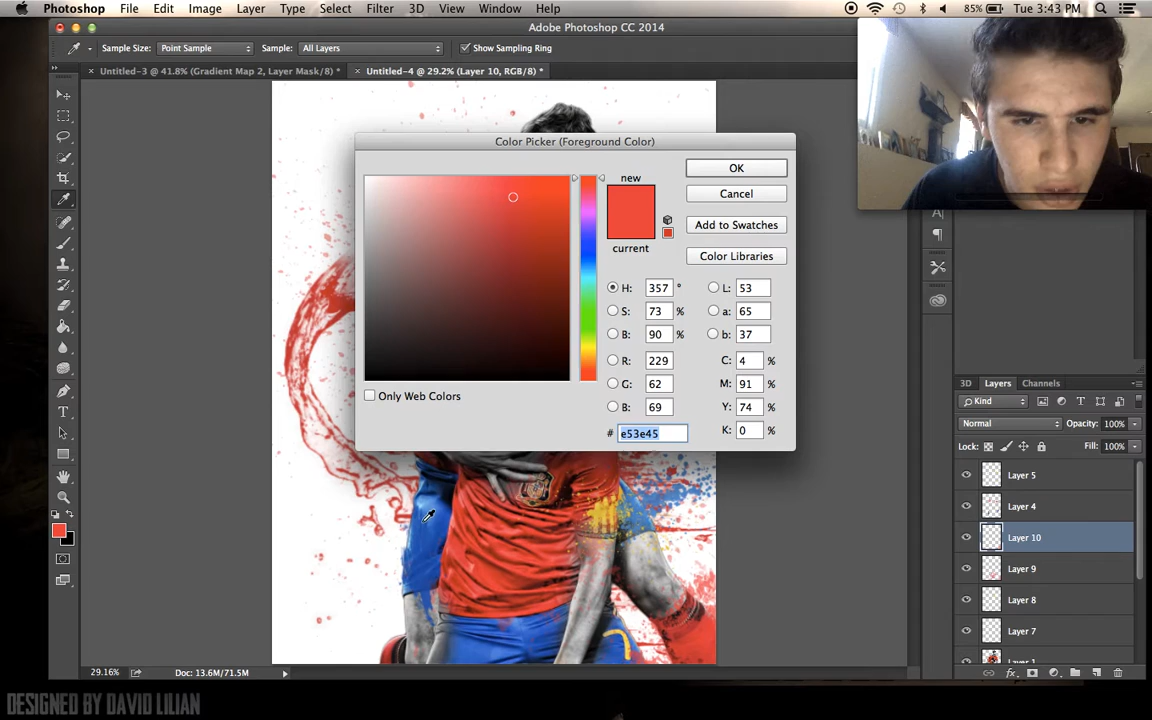 Photoshop File Edit Image Layer Type Select Filter 3D View Window Help 85% Tue 3:43 PM
Adobe Photoshop CC 2014
Sample Size: Point Sample Sample: All Layers Show Sampling Ring
Untitled-3 @ 41.8% (Gradient Map 2, Layer Mask/8) * Untitled-4 @ 29.2% (Layer 10, RGB/8) *
Color Picker (Foreground Color)
new
current
OK
Cancel
Add to Swatches
Color Libraries
H: 357 ° L: 53
S: 73 % a: 65
B: 90 % b: 37
R: 229 C: 4 %
G: 62 M: 91 %
B: 69 Y: 74 %
# e53e45 K: 0 %
Only Web Colors
3D Layers Channels
Kind
Normal Opacity: 100%
Lock: Fill: 100%
Layer 5
Layer 4
Layer 10
Layer 9
Layer 8
Layer 7
Layer 1
29.16% Doc: 13.6M/71.5M
DESIGNED BY DAVID LILIAN